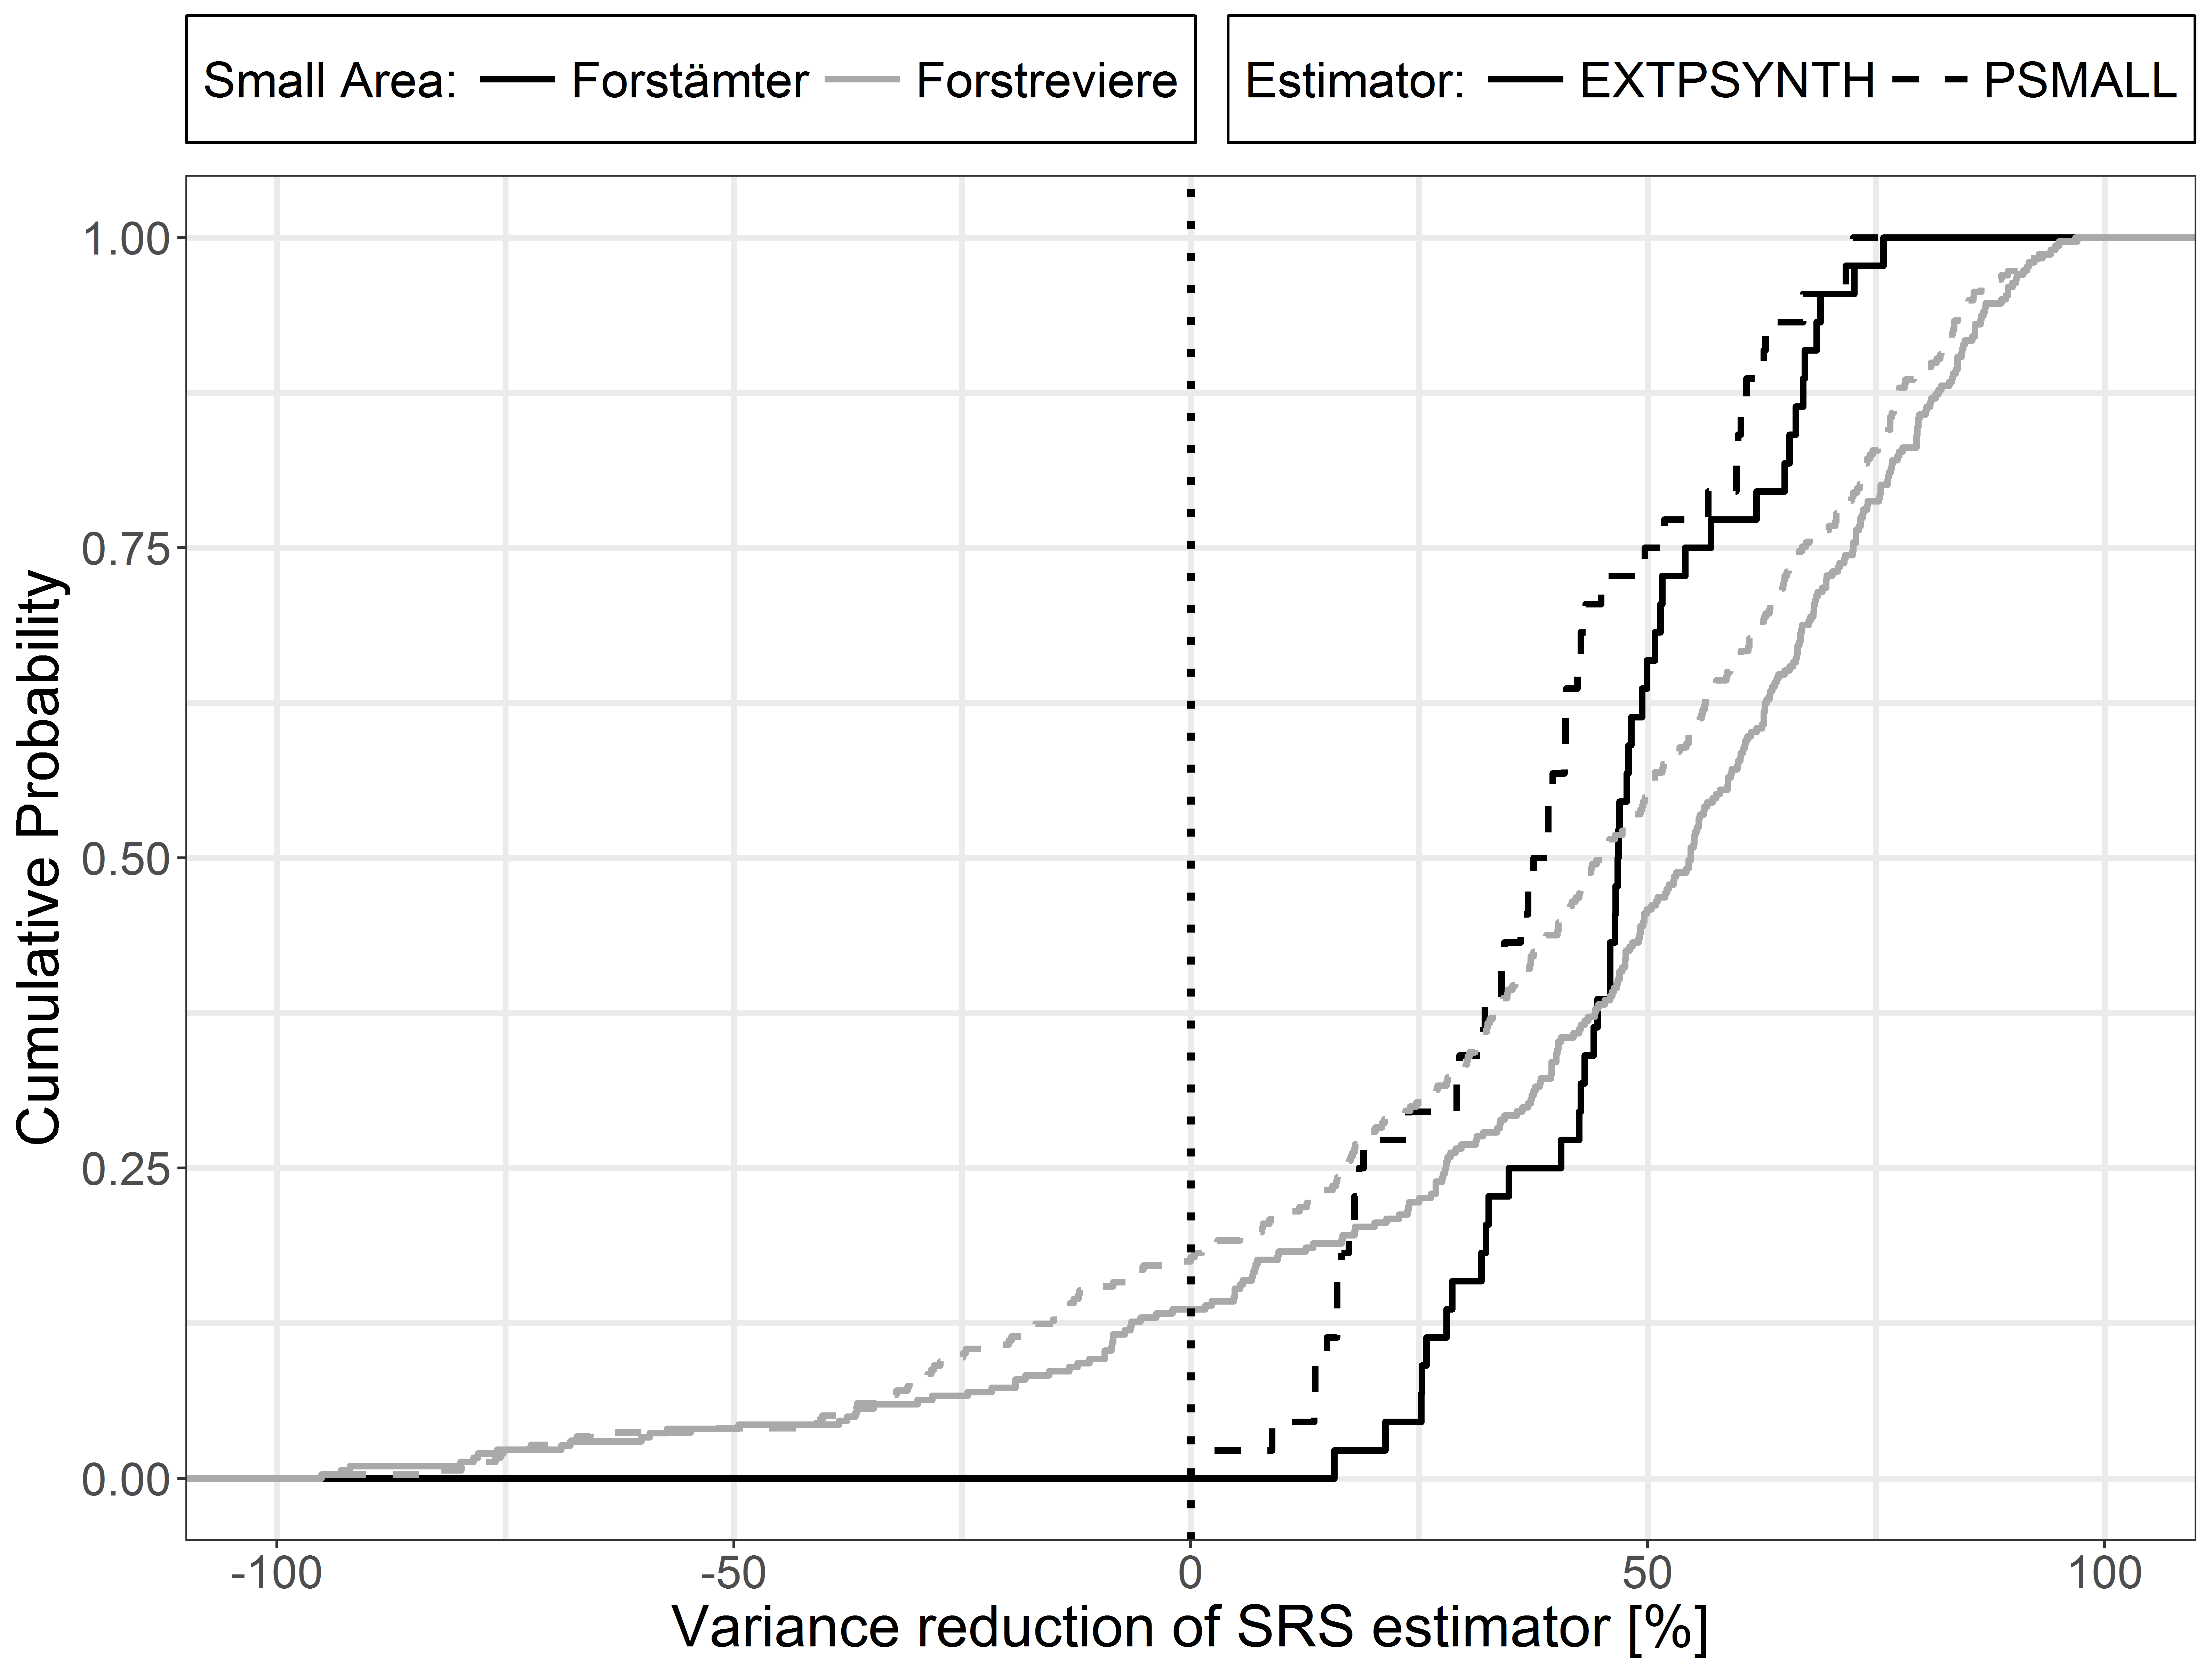 Small Area: Forstämter Forstreviere
Estimator: EXTPSYNTH PSMALL
1.00
0.75
0.50
0.25
0.00
Cumulative Probability
-100 -50 0 50 100
Variance reduction of SRS estimator [%]